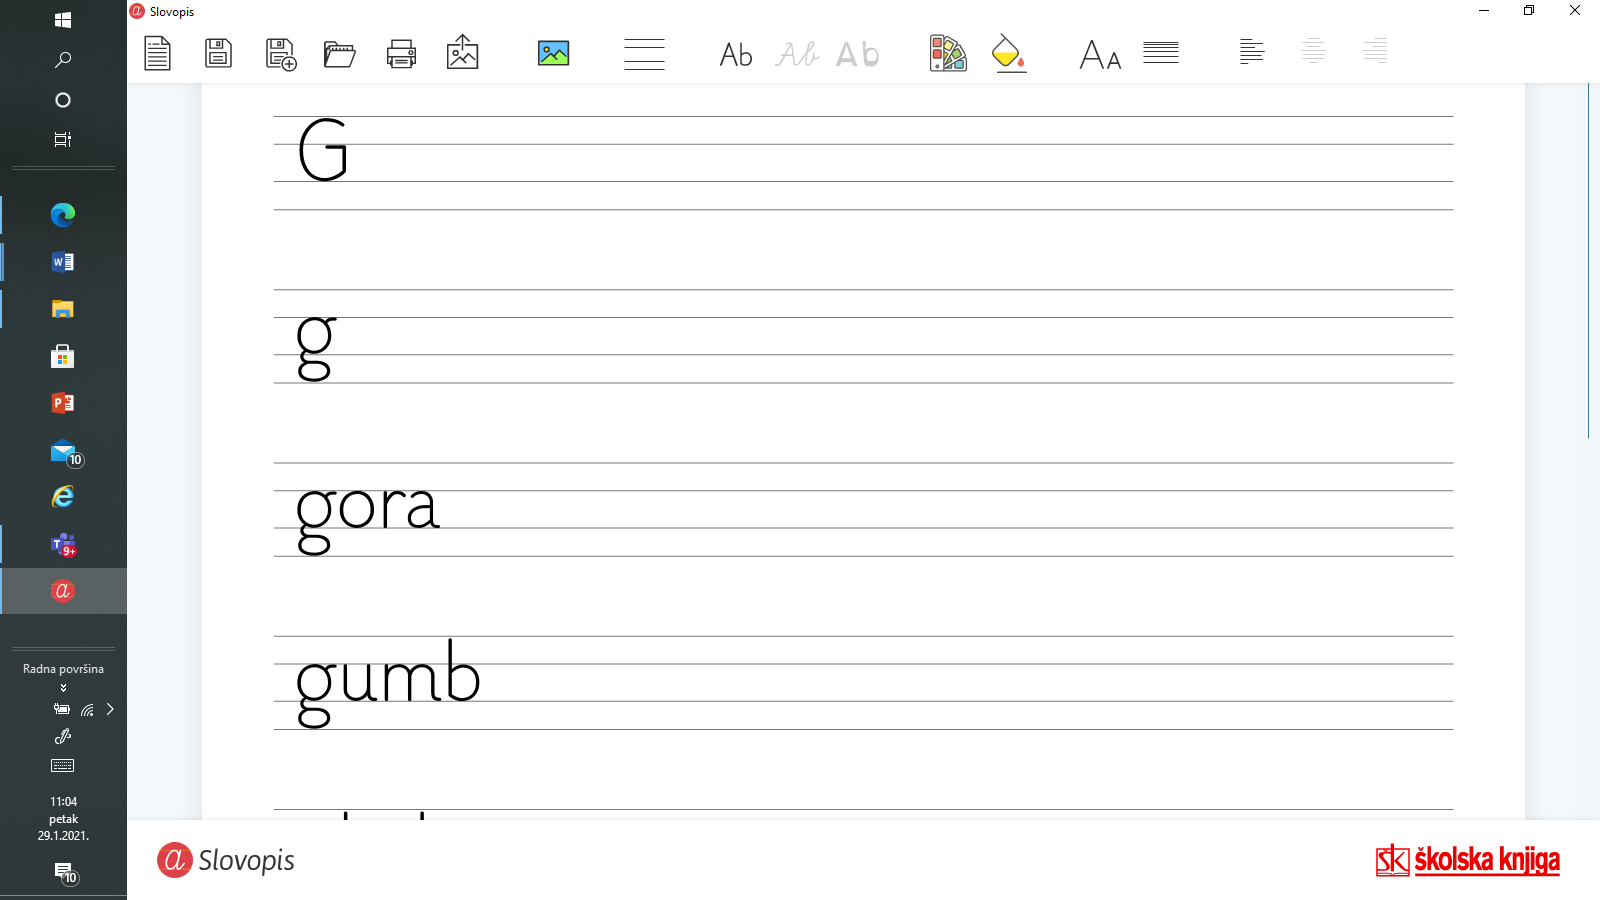 Slovopis
Ab Ab Ab AA
G
g
gora
gumb
W
P
10
T 9+
a
Radna površina
11:04
petak
29.1.2021.
10
a Slovopis
ŠK školska knjiga